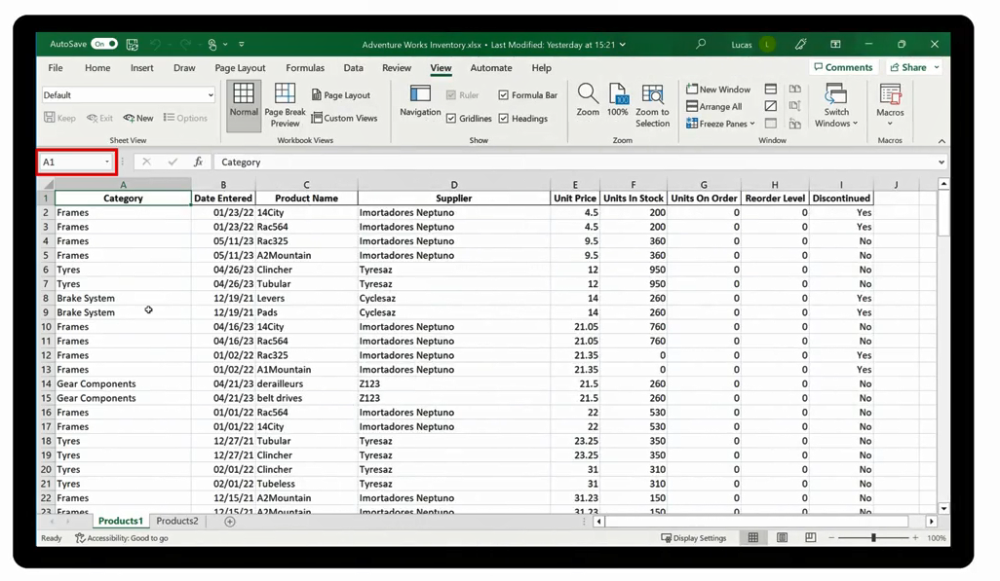 AutoSave On Adventure Works Inventory.xlsx • Last Modified: Yesterday at 15:21 Lucas L
File Home Insert Draw Page Layout Formulas Data Review View Automate Help Comments Share
Default
Keep Exit New Options
Sheet View
Normal Page Break Preview Page Layout Custom Views
Workbook Views
Navigation Ruler Formula Bar Gridlines Headings
Show
Zoom 100% Zoom to Selection
Zoom
New Window Arrange All Freeze Panes Switch Windows
Window
Macros
Macros
A1 fx Category
A B C D E F G H I J
1 Category Date Entered Product Name Supplier Unit Price Units In Stock Units On Order Reorder Level Discontinued
2 Frames 01/23/22 14City Imortadores Neptuno 4.5 200 0 0 Yes
3 Frames 01/23/22 Rac564 Imortadores Neptuno 4.5 200 0 0 Yes
4 Frames 05/11/23 Rac325 Imortadores Neptuno 9.5 360 0 0 No
5 Frames 05/11/23 A2Mountain Imortadores Neptuno 9.5 360 0 0 No
6 Tyres 04/26/23 Clincher Tyresaz 12 950 0 0 No
7 Tyres 04/26/23 Tubular Tyresaz 12 950 0 0 No
8 Brake System 12/19/21 Levers Cyclesaz 14 260 0 0 Yes
9 Brake System 12/19/21 Pads Cyclesaz 14 260 0 0 Yes
10 Frames 04/16/23 14City Imortadores Neptuno 21.05 760 0 0 No
11 Frames 04/16/23 Rac564 Imortadores Neptuno 21.05 760 0 0 No
12 Frames 01/02/22 Rac325 Imortadores Neptuno 21.35 0 0 0 Yes
13 Frames 01/02/22 A1Mountain Imortadores Neptuno 21.35 0 0 0 Yes
14 Gear Components 04/21/23 derailleurs Z123 21.5 260 0 0 No
15 Gear Components 04/21/23 belt drives Z123 21.5 260 0 0 No
16 Frames 01/01/22 Rac564 Imortadores Neptuno 22 530 0 0 No
17 Frames 01/01/22 14City Imortadores Neptuno 22 530 0 0 No
18 Tyres 12/27/21 Tubular Tyresaz 23.25 350 0 0 No
19 Tyres 12/27/21 Clincher Tyresaz 23.25 350 0 0 No
20 Tyres 02/01/22 Clincher Tyresaz 31 310 0 0 No
21 Tyres 02/01/22 Tubeless Tyresaz 31 310 0 0 No
22 Frames 12/15/21 A2Mountain Imortadores Neptuno 31.23 150 0 0 No
23 Frames 12/15/21 A2Mountain Imortadores Neptuno 31.23 150 0 0 No
Products1 Products2
Ready Accessibility: Good to go Display Settings 100%